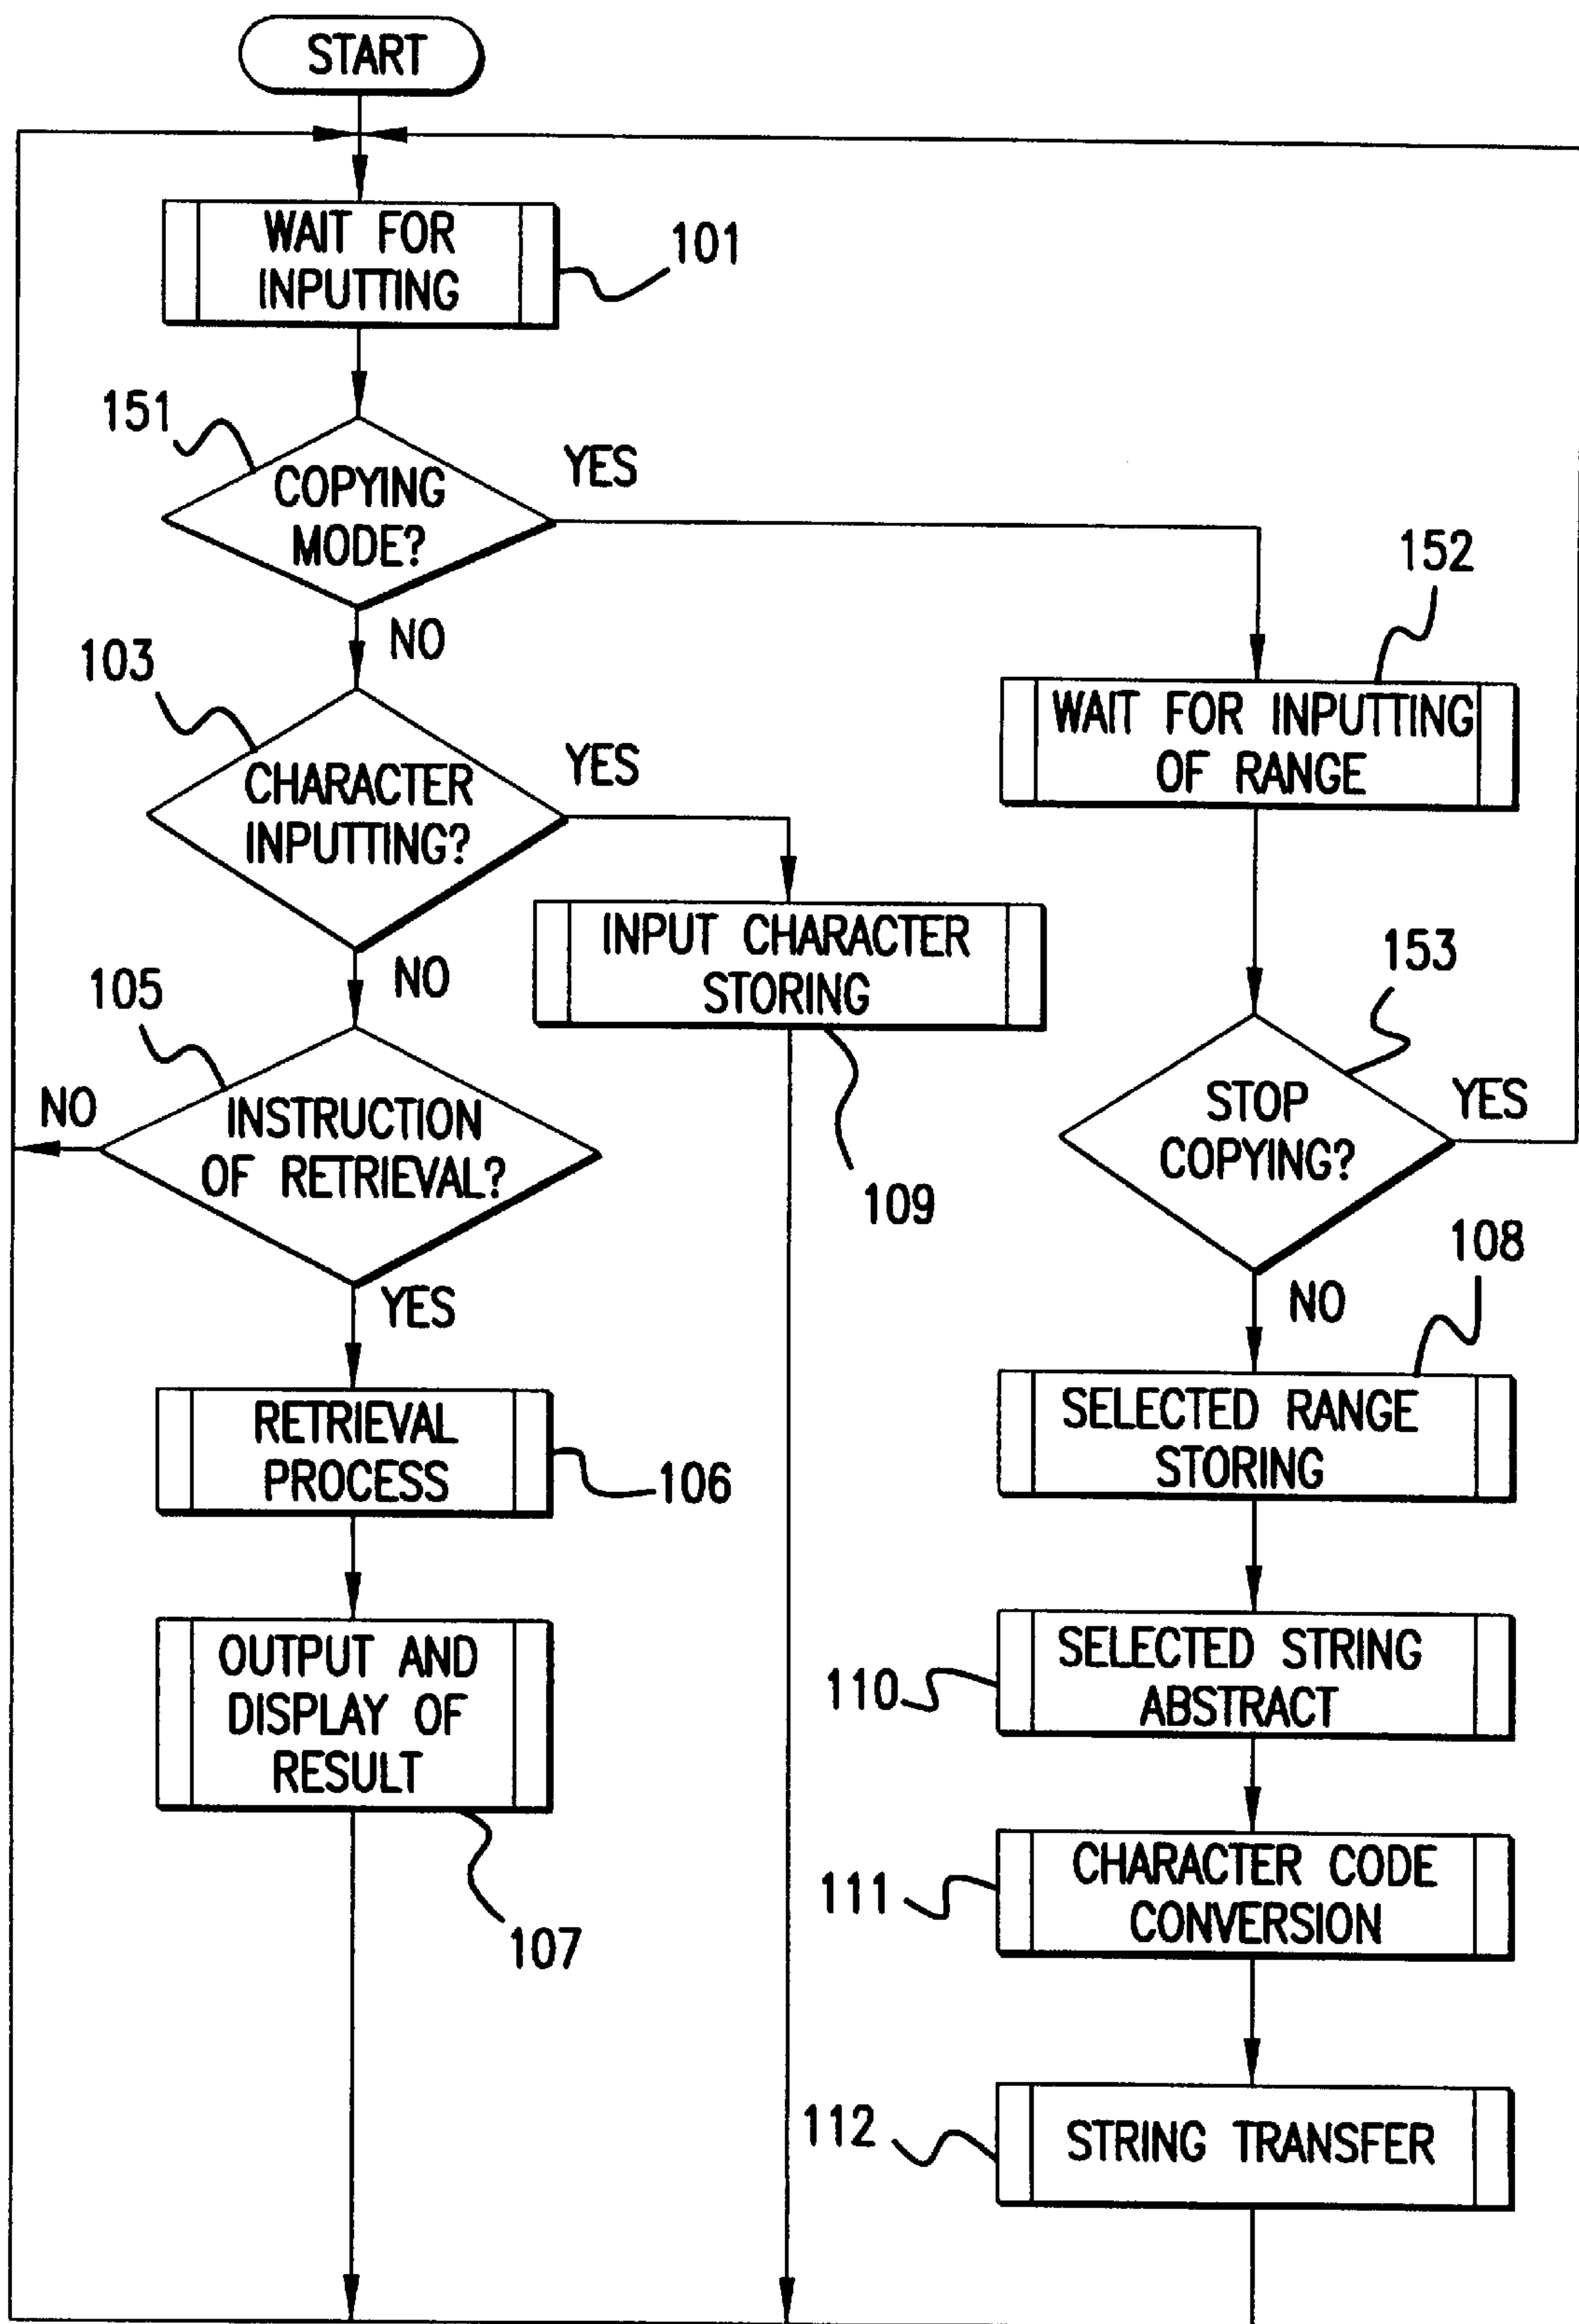 START
WAIT FOR
INPUTTING
101
151
COPYING
MODE?
YES
NO
152
WAIT FOR INPUTTING
OF RANGE
103
CHARACTER
INPUTTING?
YES
NO
INPUT CHARACTER
STORING
109
153
STOP
COPYING?
YES
NO
105
NO
INSTRUCTION
OF RETRIEVAL?
YES
108
SELECTED RANGE
STORING
RETRIEVAL
PROCESS
106
OUTPUT AND
DISPLAY OF
RESULT
107
110
SELECTED STRING
ABSTRACT
111
CHARACTER CODE
CONVERSION
112
STRING TRANSFER